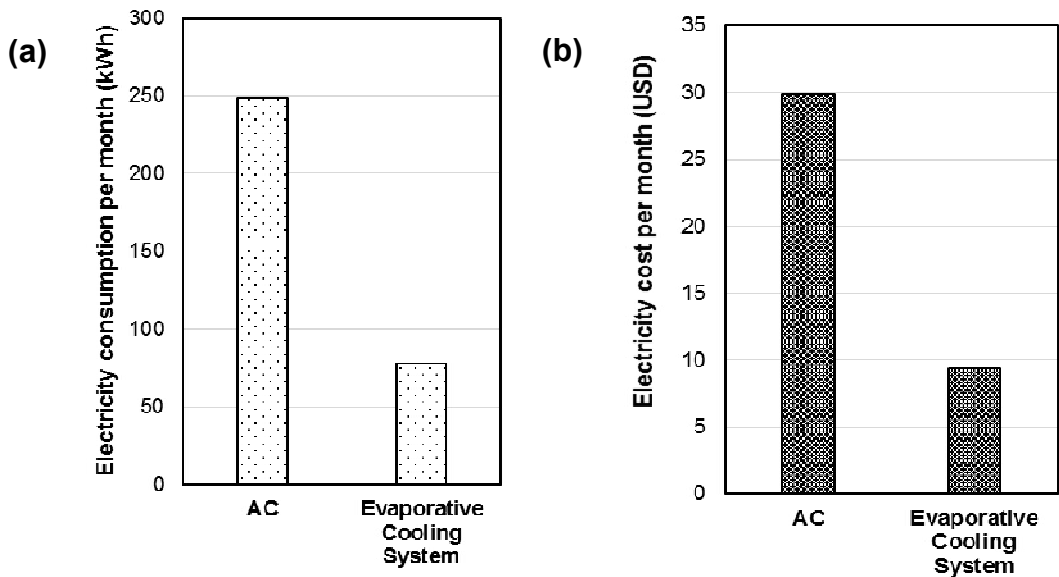 (a)
Electricity consumption per month (kWh)
300
250
200
150
100
50
0
AC
Evaporative
Cooling
System
(b)
Electricity cost per month (USD)
35
30
25
20
15
10
5
0
AC
Evaporative
Cooling
System